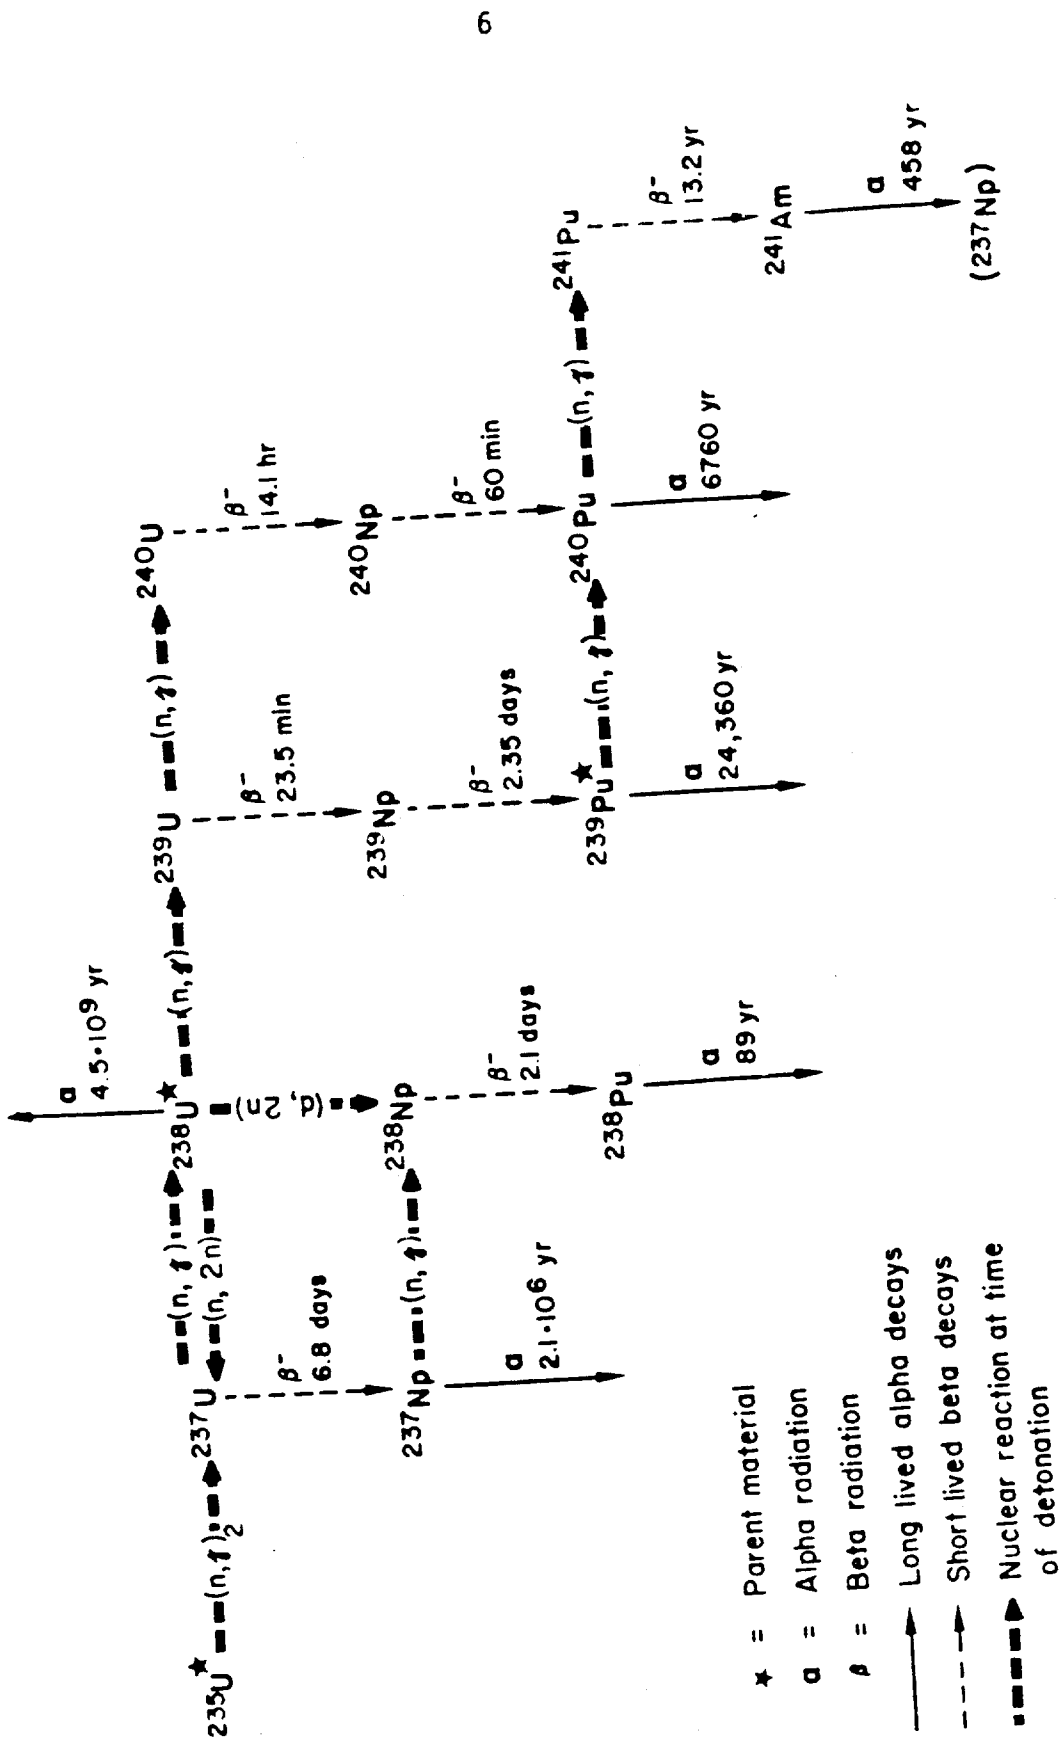 6
α
4.5•10⁹ yr
²³⁵U★
(n,γ)₂
²³⁷U
(n, γ)
(n, 2n)
²³⁸U★
(n,γ)
²³⁹U
(n,γ)
²⁴⁰U
β⁻
6.8 days
(d, 2n)
β⁻
23.5 min
β⁻
14.1 hr
²³⁷Np
(n, γ)
²³⁸Np
²³⁹Np
²⁴⁰Np
α
2.1•10⁶ yr
β⁻
2.1 days
β⁻
2.35 days
β⁻
60 min
²³⁸Pu
²³⁹Pu★
(n, γ)
²⁴⁰Pu
(n, γ)
²⁴¹Pu
α
89 yr
α
24,360 yr
α
6760 yr
β⁻
13.2 yr
²⁴¹Am
α
458 yr
(²³⁷Np)
★ = Parent material
α = Alpha radiation
β = Beta radiation
Long lived alpha decays
Short lived beta decays
Nuclear reaction at time
of detonation